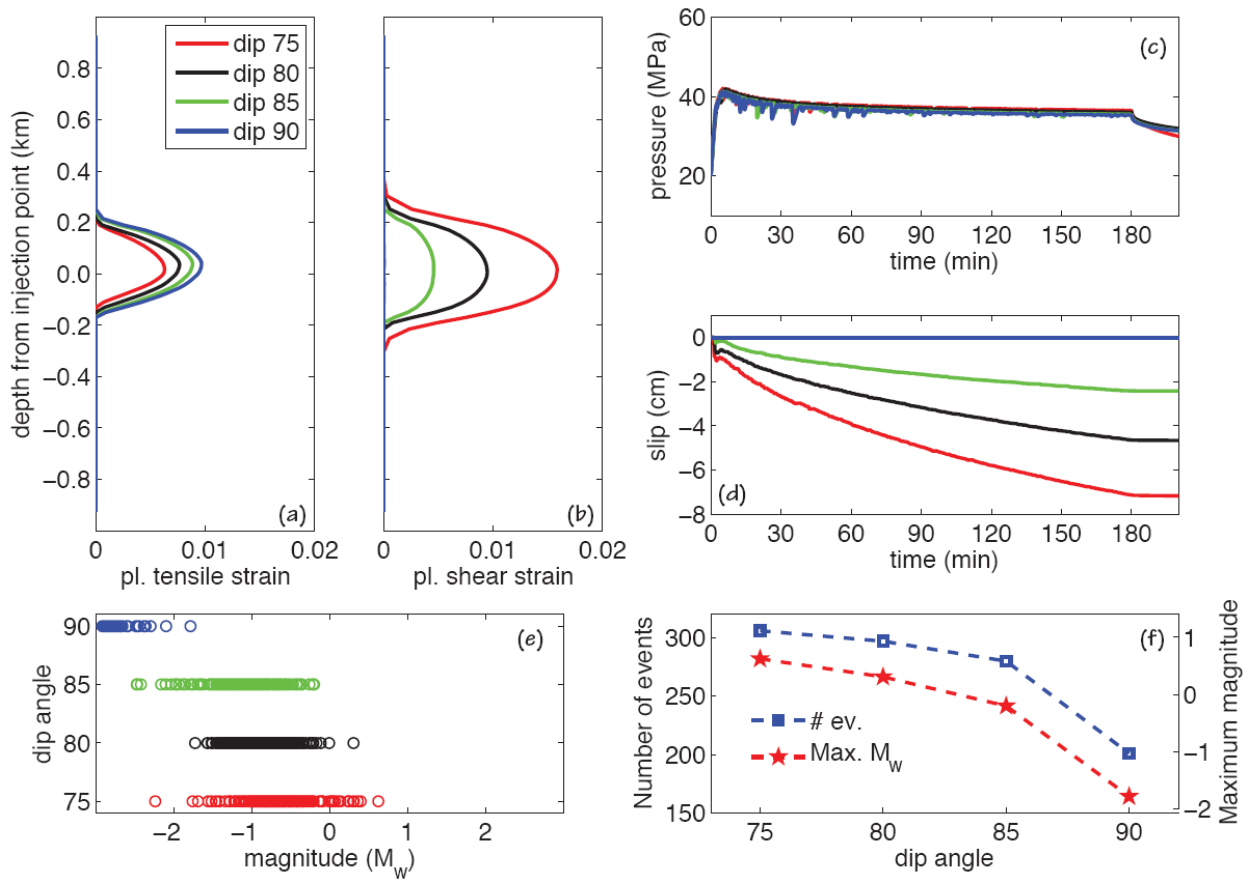 dip 75
dip 80
dip 85
dip 90
0.8
0.6
0.4
0.2
0.0
−0.2
−0.4
−0.6
−0.8
depth from injection point (km)
(a)
0 0.01 0.02
pl. tensile strain
(b)
0 0.01 0.02
pl. shear strain
60
40
20
pressure (MPa)
(c)
0 30 60 90 120 150 180
time (min)
0
−2
−4
−6
−8
slip (cm)
(d)
0 30 60 90 120 150 180
time (min)
90
85
80
75
dip angle
(e)
−2 −1 0 1 2
magnitude (Mw)
300
250
200
150
Number of events
(f)
# ev.
Max. Mw
1
0
−1
−2
Maximum magnitude
75 80 85 90
dip angle